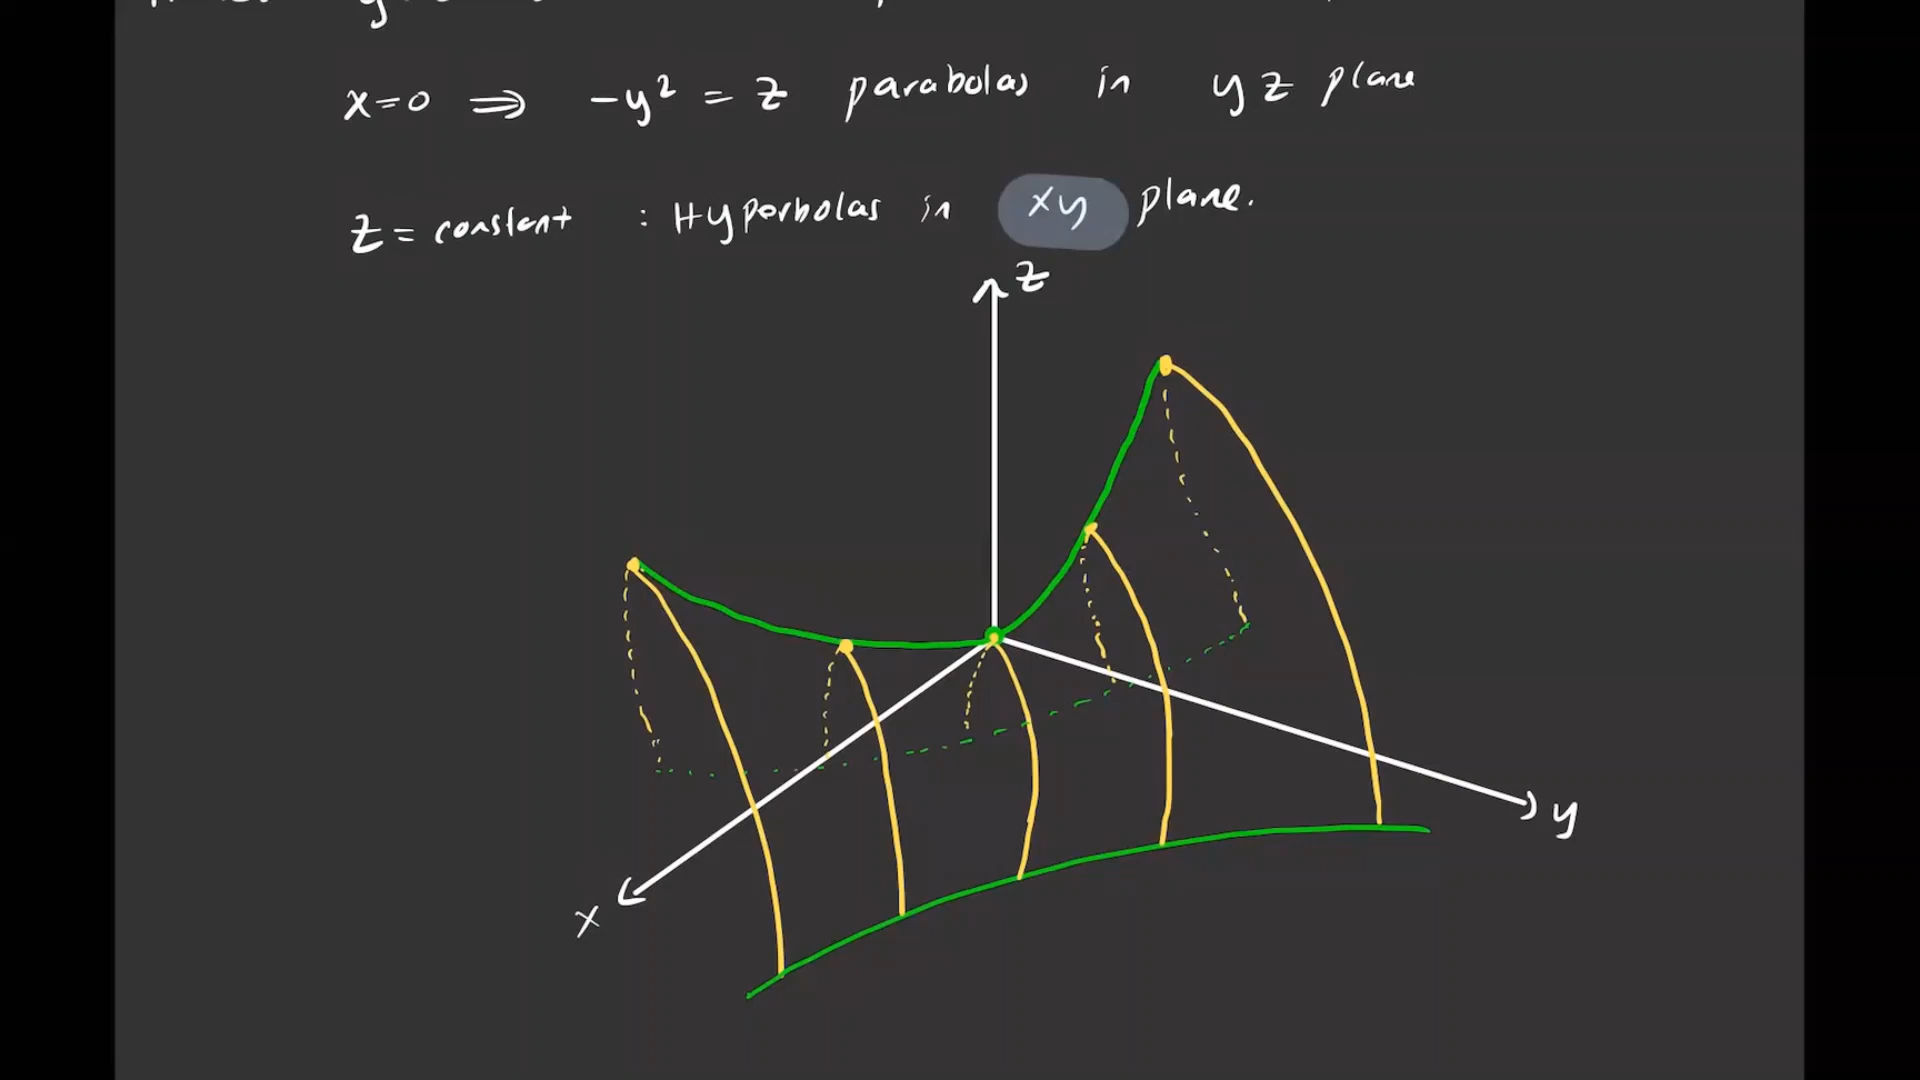 x=0 ⟹ -y² = z parabolas in yz plane
z = constant : Hyperbolas in xy plane.
z
y
x